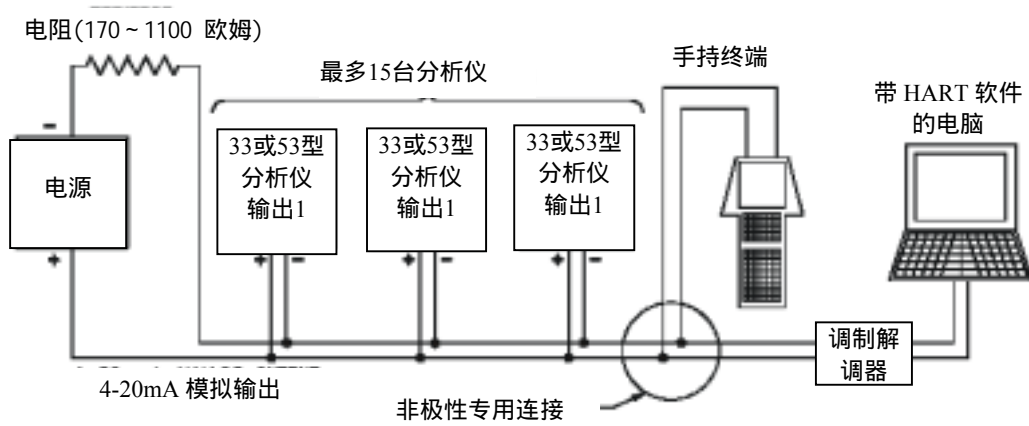 电阻(170~1100 欧姆)
最多15台分析仪
手持终端
带 HART 软件
的电脑
-
电源
+
33或53型
分析仪
输出1
+ -
33或53型
分析仪
输出1
+ -
33或53型
分析仪
输出1
+ -
调制解
调器
4-20mA 模拟输出
非极性专用连接